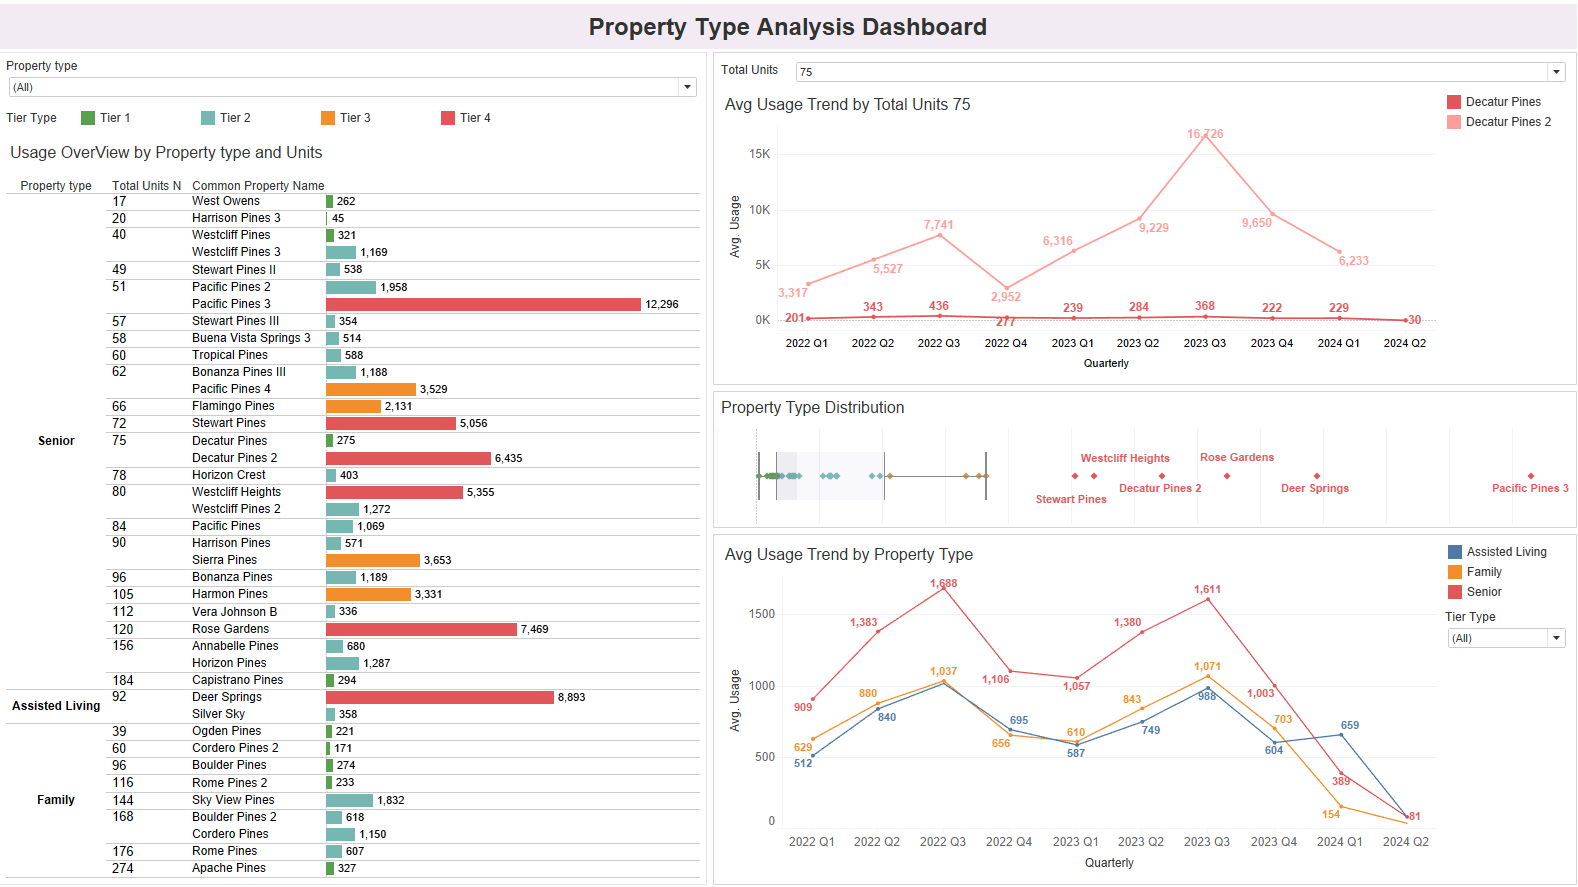 Property Type Analysis Dashboard
Property type
(All)
Tier Type Tier 1 Tier 2 Tier 3 Tier 4
Usage OverView by Property type and Units
Property type Total Units N Common Property Name
Senior
17 West Owens 262
20 Harrison Pines 3 45
40 Westcliff Pines 321
Westcliff Pines 3 1,169
49 Stewart Pines II 538
51 Pacific Pines 2 1,958
Pacific Pines 3 12,296
57 Stewart Pines III 354
58 Buena Vista Springs 3 514
60 Tropical Pines 588
62 Bonanza Pines III 1,188
Pacific Pines 4 3,529
66 Flamingo Pines 2,131
72 Stewart Pines 5,056
75 Decatur Pines 275
Decatur Pines 2 6,435
78 Horizon Crest 403
80 Westcliff Heights 5,355
Westcliff Pines 2 1,272
84 Pacific Pines 1,069
90 Harrison Pines 571
Sierra Pines 3,653
96 Bonanza Pines 1,189
105 Harmon Pines 3,331
112 Vera Johnson B 336
120 Rose Gardens 7,469
156 Annabelle Pines 680
Horizon Pines 1,287
184 Capistrano Pines 294
Assisted Living
92 Deer Springs 8,893
Silver Sky 358
Family
39 Ogden Pines 221
60 Cordero Pines 2 171
96 Boulder Pines 274
116 Rome Pines 2 233
144 Sky View Pines 1,832
168 Boulder Pines 2 618
Cordero Pines 1,150
176 Rome Pines 607
274 Apache Pines 327
Total Units 75
Avg Usage Trend by Total Units 75
Decatur Pines
Decatur Pines 2
Avg. Usage
15K
10K
5K
0K
3,317 5,527 7,741 2,952 6,316 9,229 16,726 9,650 6,233
201 343 436 277 239 284 368 222 229 30
2022 Q1 2022 Q2 2022 Q3 2022 Q4 2023 Q1 2023 Q2 2023 Q3 2023 Q4 2024 Q1 2024 Q2
Quarterly
Property Type Distribution
Westcliff Heights Rose Gardens
Stewart Pines Decatur Pines 2 Deer Springs Pacific Pines 3
Avg Usage Trend by Property Type
Assisted Living
Family
Senior
Tier Type
(All)
Avg. Usage
1500
1000
500
0
909 1,383 1,688 1,106 1,057 1,380 1,611 1,003 389 81
629 880 1,037 656 610 843 1,071 703 154
512 840 695 587 749 988 604 659
2022 Q1 2022 Q2 2022 Q3 2022 Q4 2023 Q1 2023 Q2 2023 Q3 2023 Q4 2024 Q1 2024 Q2
Quarterly